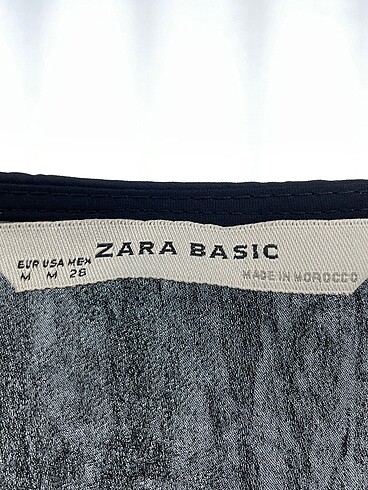 EUR USA MEX
M M 28
ZARA BASIC
MADE IN MOROCCO